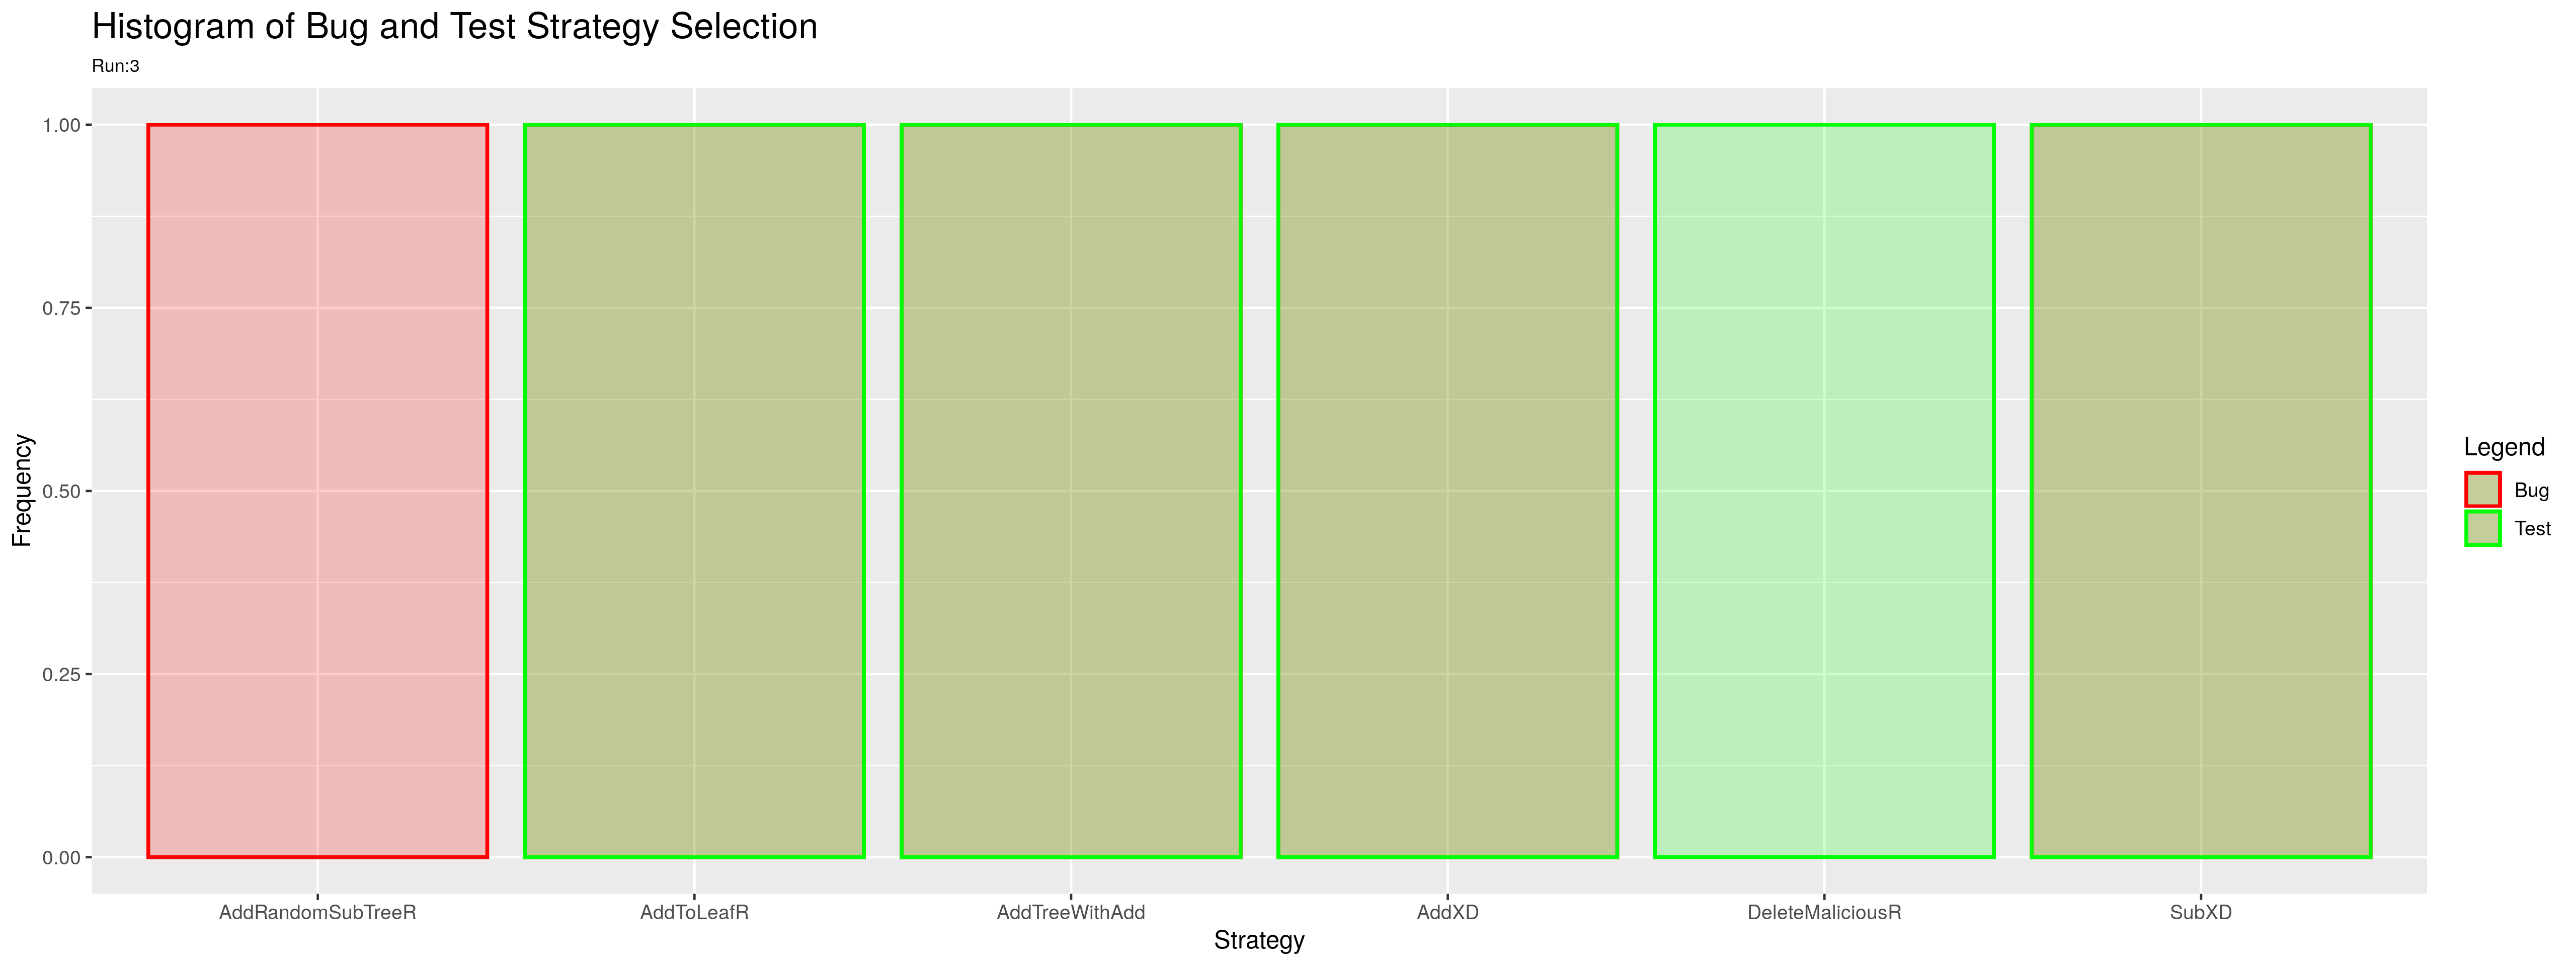 Histogram of Bug and Test Strategy Selection
Run:3
1.00
0.75
0.50
0.25
0.00
Frequency
AddRandomSubTreeR
AddToLeafR
AddTreeWithAdd
AddXD
DeleteMaliciousR
SubXD
Strategy
Legend
Bug
Test